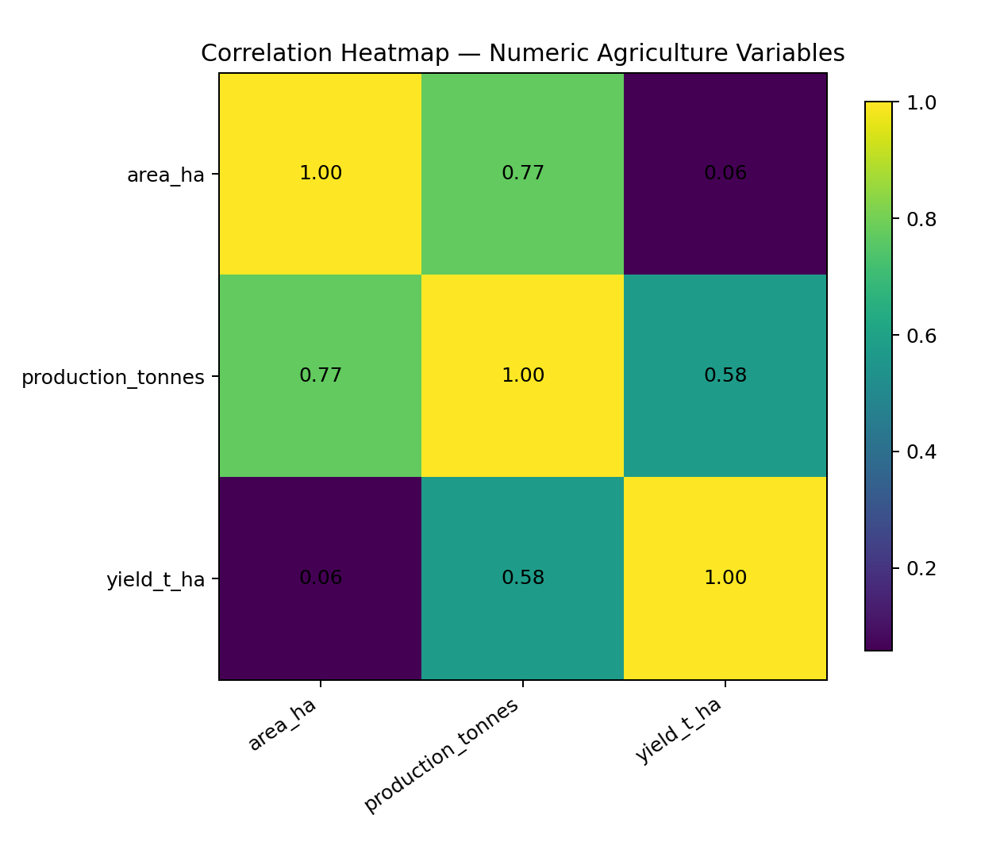 Correlation Heatmap — Numeric Agriculture Variables
area_ha 1.00 0.77 0.06
production_tonnes 0.77 1.00 0.58
yield_t_ha 0.06 0.58 1.00
area_ha production_tonnes yield_t_ha
1.0
0.8
0.6
0.4
0.2